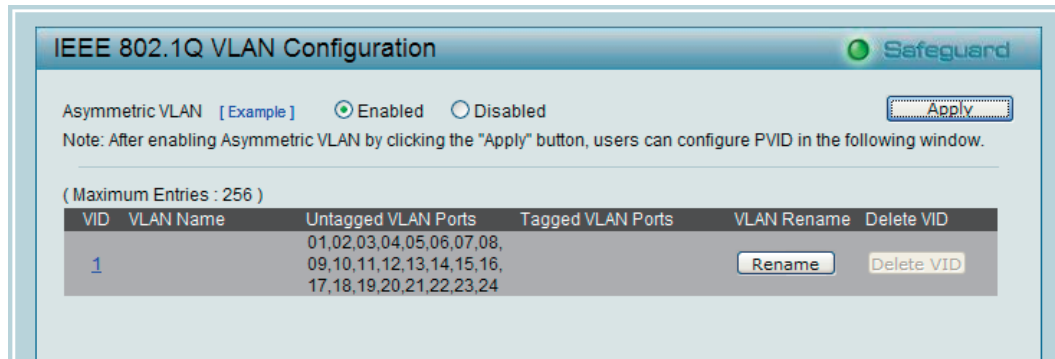 IEEE 802.1Q VLAN Configuration
Safeguard
Asymmetric VLAN [ Example ] Enabled Disabled Apply
Note: After enabling Asymmetric VLAN by clicking the "Apply" button, users can configure PVID in the following window.
( Maximum Entries : 256 )
VID VLAN Name Untagged VLAN Ports Tagged VLAN Ports VLAN Rename Delete VID
01,02,03,04,05,06,07,08,
1 09,10,11,12,13,14,15,16, Rename Delete VID
17,18,19,20,21,22,23,24